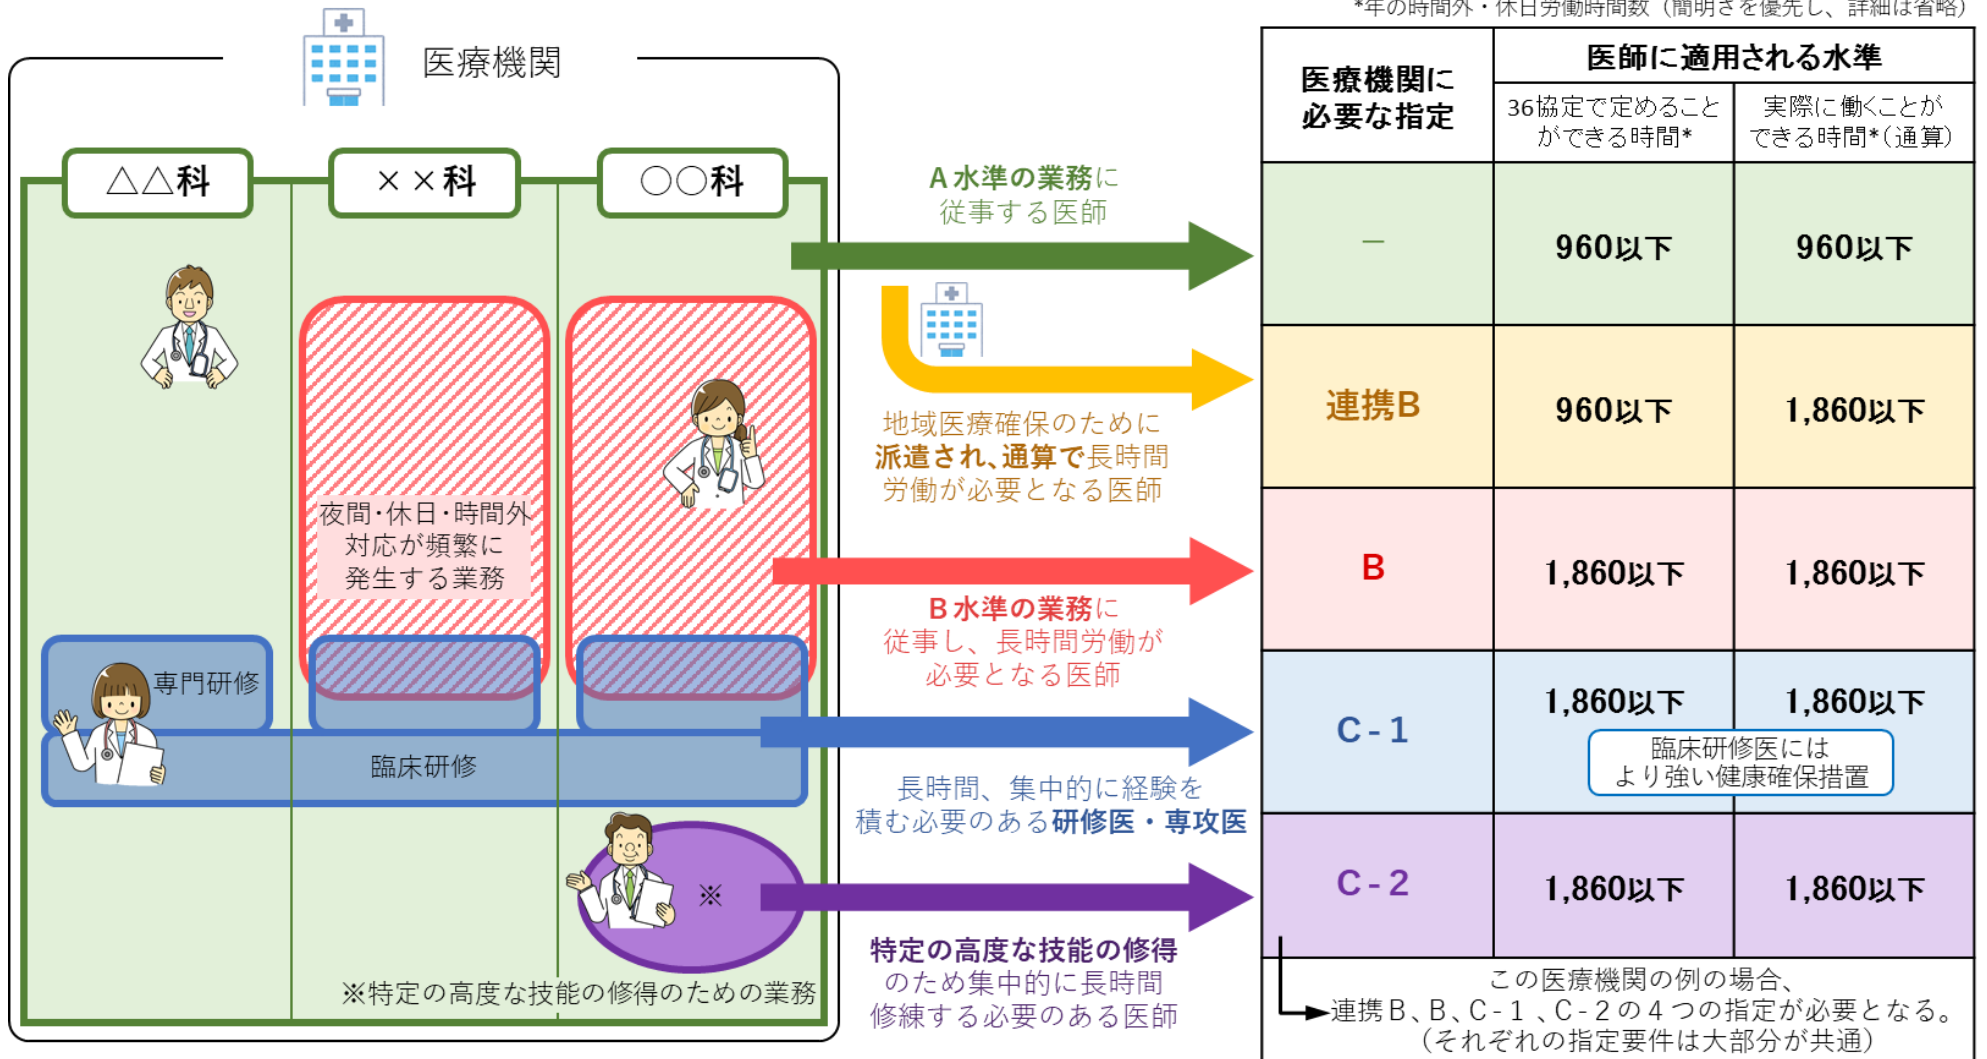 *年の時間外・休日労働時間数（簡明さを優先し、詳細は省略）
医療機関
△△科
××科
○○科
夜間･休日･時間外
対応が頻繁に
発生する業務
専門研修
臨床研修
※
※特定の高度な技能の修得のための業務
A水準の業務に
従事する医師
地域医療確保のために
派遣され､通算で長時間
労働が必要となる医師
B水準の業務に
従事し、長時間労働が
必要となる医師
長時間、集中的に経験を
積む必要のある研修医・専攻医
特定の高度な技能の修得
のため集中的に長時間
修練する必要のある医師
医療機関に
必要な指定
医師に適用される水準
36協定で定めること
ができる時間*
実際に働くことが
できる時間*(通算)
－
960以下
960以下
連携B
960以下
1,860以下
B
1,860以下
1,860以下
C-1
1,860以下
1,860以下
臨床研修医には
より強い健康確保措置
C-2
1,860以下
1,860以下
この医療機関の例の場合、
連携B､B､C-1､C-2の4つの指定が必要となる。
（それぞれの指定要件は大部分が共通）